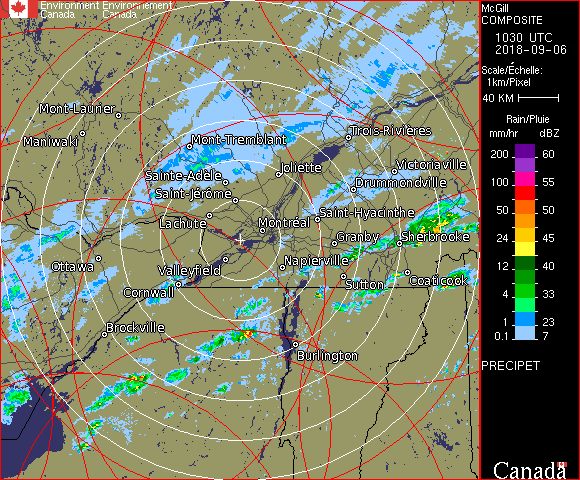 Environment Environnement
Canada Canada
McGill
COMPOSITE
1030 UTC
2018-09-06
Scale/Échelle:
1km/Pixel
40 KM
Rain/Pluie
mm/hr dBZ
200 60
100 55
50 50
24 45
12 40
4 33
1 23
0.1 7
PRECIPET
Canada
Mont-Laurier
Maniwaki
Mont-Tremblant
Trois-Rivières
Joliette
Victoriaville
Sainte-Adèle
Drummondville
Saint-Jérôme
Lachute
Saint-Hyacinthe
Montréal
Granby
Sherbrooke
Ottawa
Valleyfield
Napierville
Cornwall
Sutton
Coaticook
Brockville
Burlington